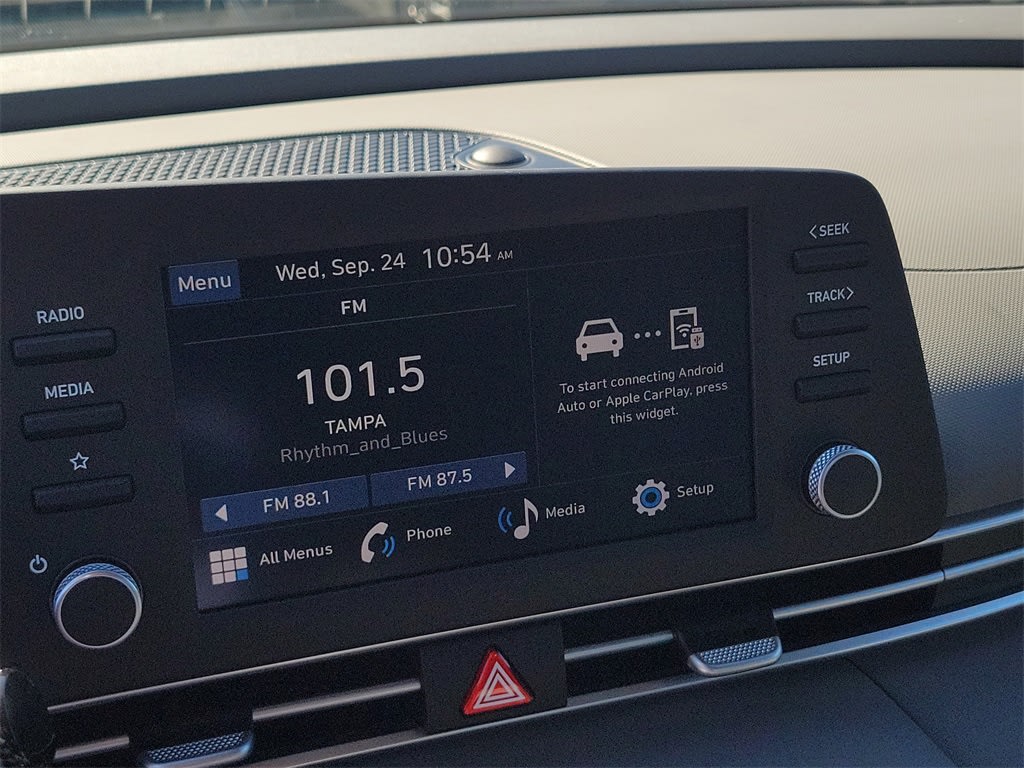 <SEEK
Menu
Wed, Sep. 24
10:54 AM
FM
TRACK>
RADIO
101.5
To start connecting Android
Auto or Apple CarPlay, press
this widget.
SETUP
MEDIA
TAMPA
Rhythm_and_Blues
FM 88.1
FM 87.5
All Menus
Phone
Media
Setup